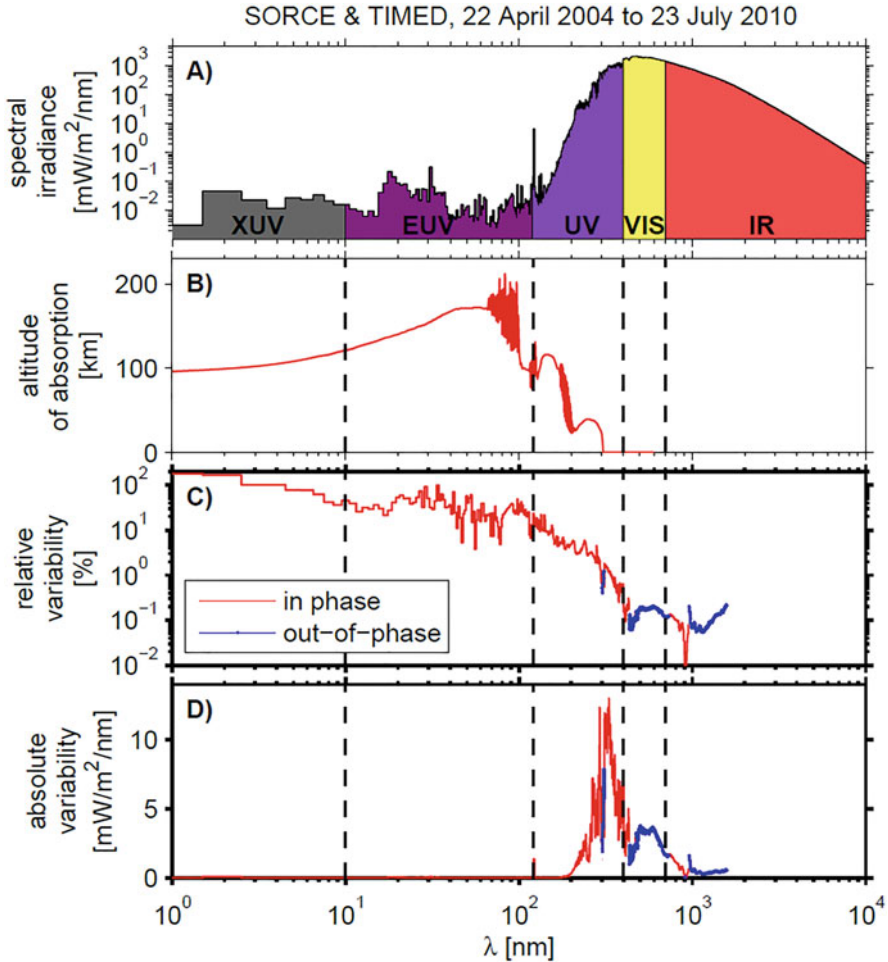 SORCE & TIMED, 22 April 2004 to 23 July 2010
A)
spectral
irradiance
[mW/m²/nm]
10³
10²
10¹
10⁰
10⁻¹
10⁻²
XUV
EUV
UV
VIS
IR
B)
altitude
of absorption
[km]
200
100
0
C)
relative
variability
[%]
10²
10¹
10⁰
10⁻¹
10⁻²
in phase
out-of-phase
D)
absolute
variability
[mW/m²/nm]
10
5
0
10⁰
10¹
10²
10³
10⁴
λ [nm]